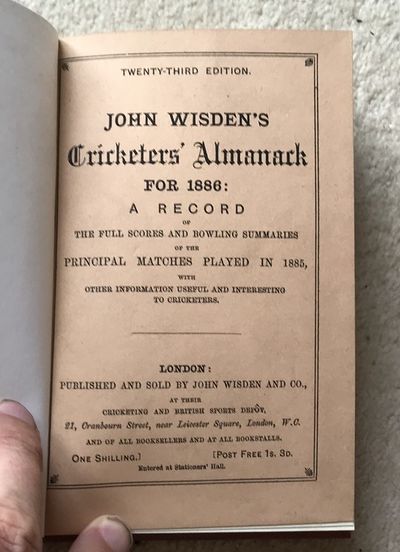 TWENTY-THIRD EDITION.
JOHN WISDEN'S
Cricketers' Almanack
FOR 1886:
A RECORD
OF
THE FULL SCORES AND BOWLING SUMMARIES
OF THE
PRINCIPAL MATCHES PLAYED IN 1885,
WITH
OTHER INFORMATION USEFUL AND INTERESTING
TO CRICKETERS.
LONDON:
PUBLISHED AND SOLD BY JOHN WISDEN AND CO.,
AT THEIR
CRICKETING AND BRITISH SPORTS DEPÔT,
21, Cranbourn Street, near Leicester Square, London, W.C.
AND OF ALL BOOKSELLERS AND AT ALL BOOKSTALLS.
ONE SHILLING.] [POST FREE 1S. 3D.
Entered at Stationers' Hall.